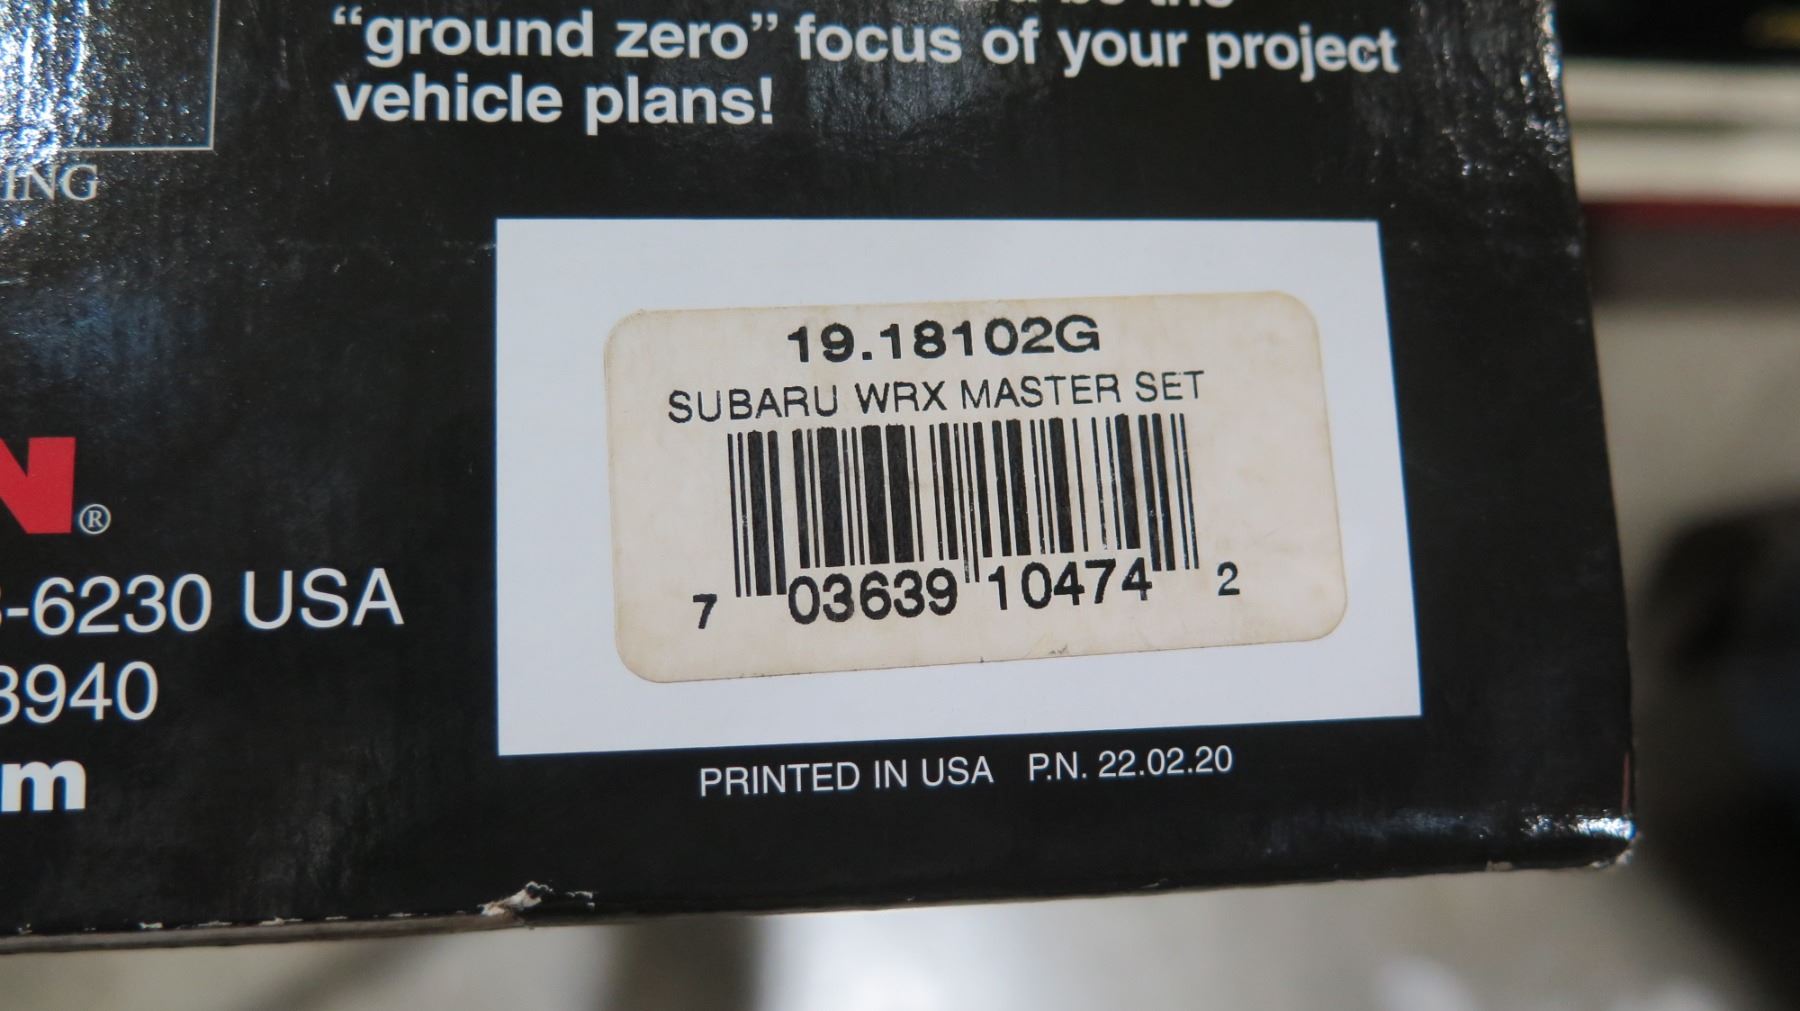 “ground zero” focus of your project
vehicle plans!
ING
19.18102G
SUBARU WRX MASTER SET
7 03639 10474 2
N®
-6230 USA
3940
m
PRINTED IN USA P.N. 22.02.20